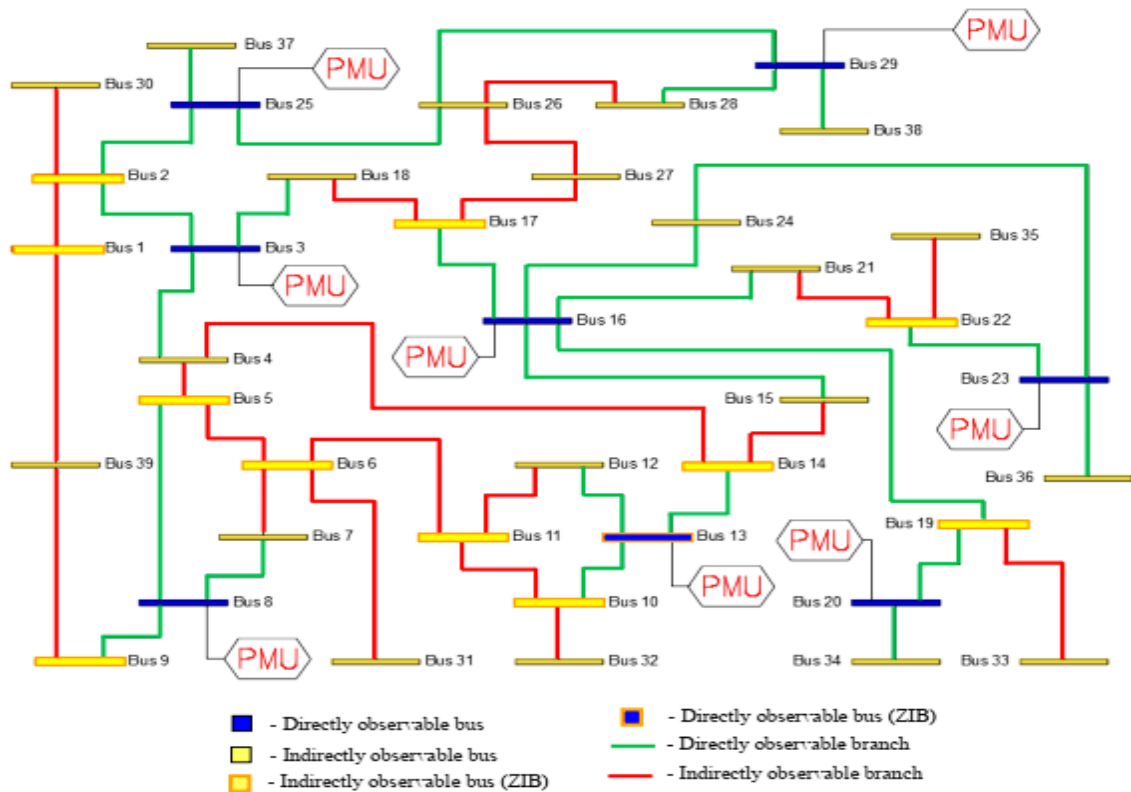 Bus 37
PMU
PMU
Bus 29
Bus 30
Bus 25
Bus 26
Bus 28
Bus 38
Bus 2
Bus 18
Bus 27
Bus 17
Bus 24
Bus 35
Bus 1
Bus 3
Bus 21
PMU
Bus 16
Bus 22
PMU
Bus 4
Bus 23
Bus 5
Bus 15
PMU
Bus 39
Bus 6
Bus 12
Bus 14
Bus 36
Bus 19
Bus 7
Bus 11
Bus 13
PMU
PMU
Bus 8
Bus 10
Bus 20
PMU
Bus 9
Bus 31
Bus 32
Bus 34
Bus 33
- Directly observable bus
- Directly observable bus (ZIB)
- Indirectly observable bus
- Directly observable branch
- Indirectly observable bus (ZIB)
- Indirectly observable branch